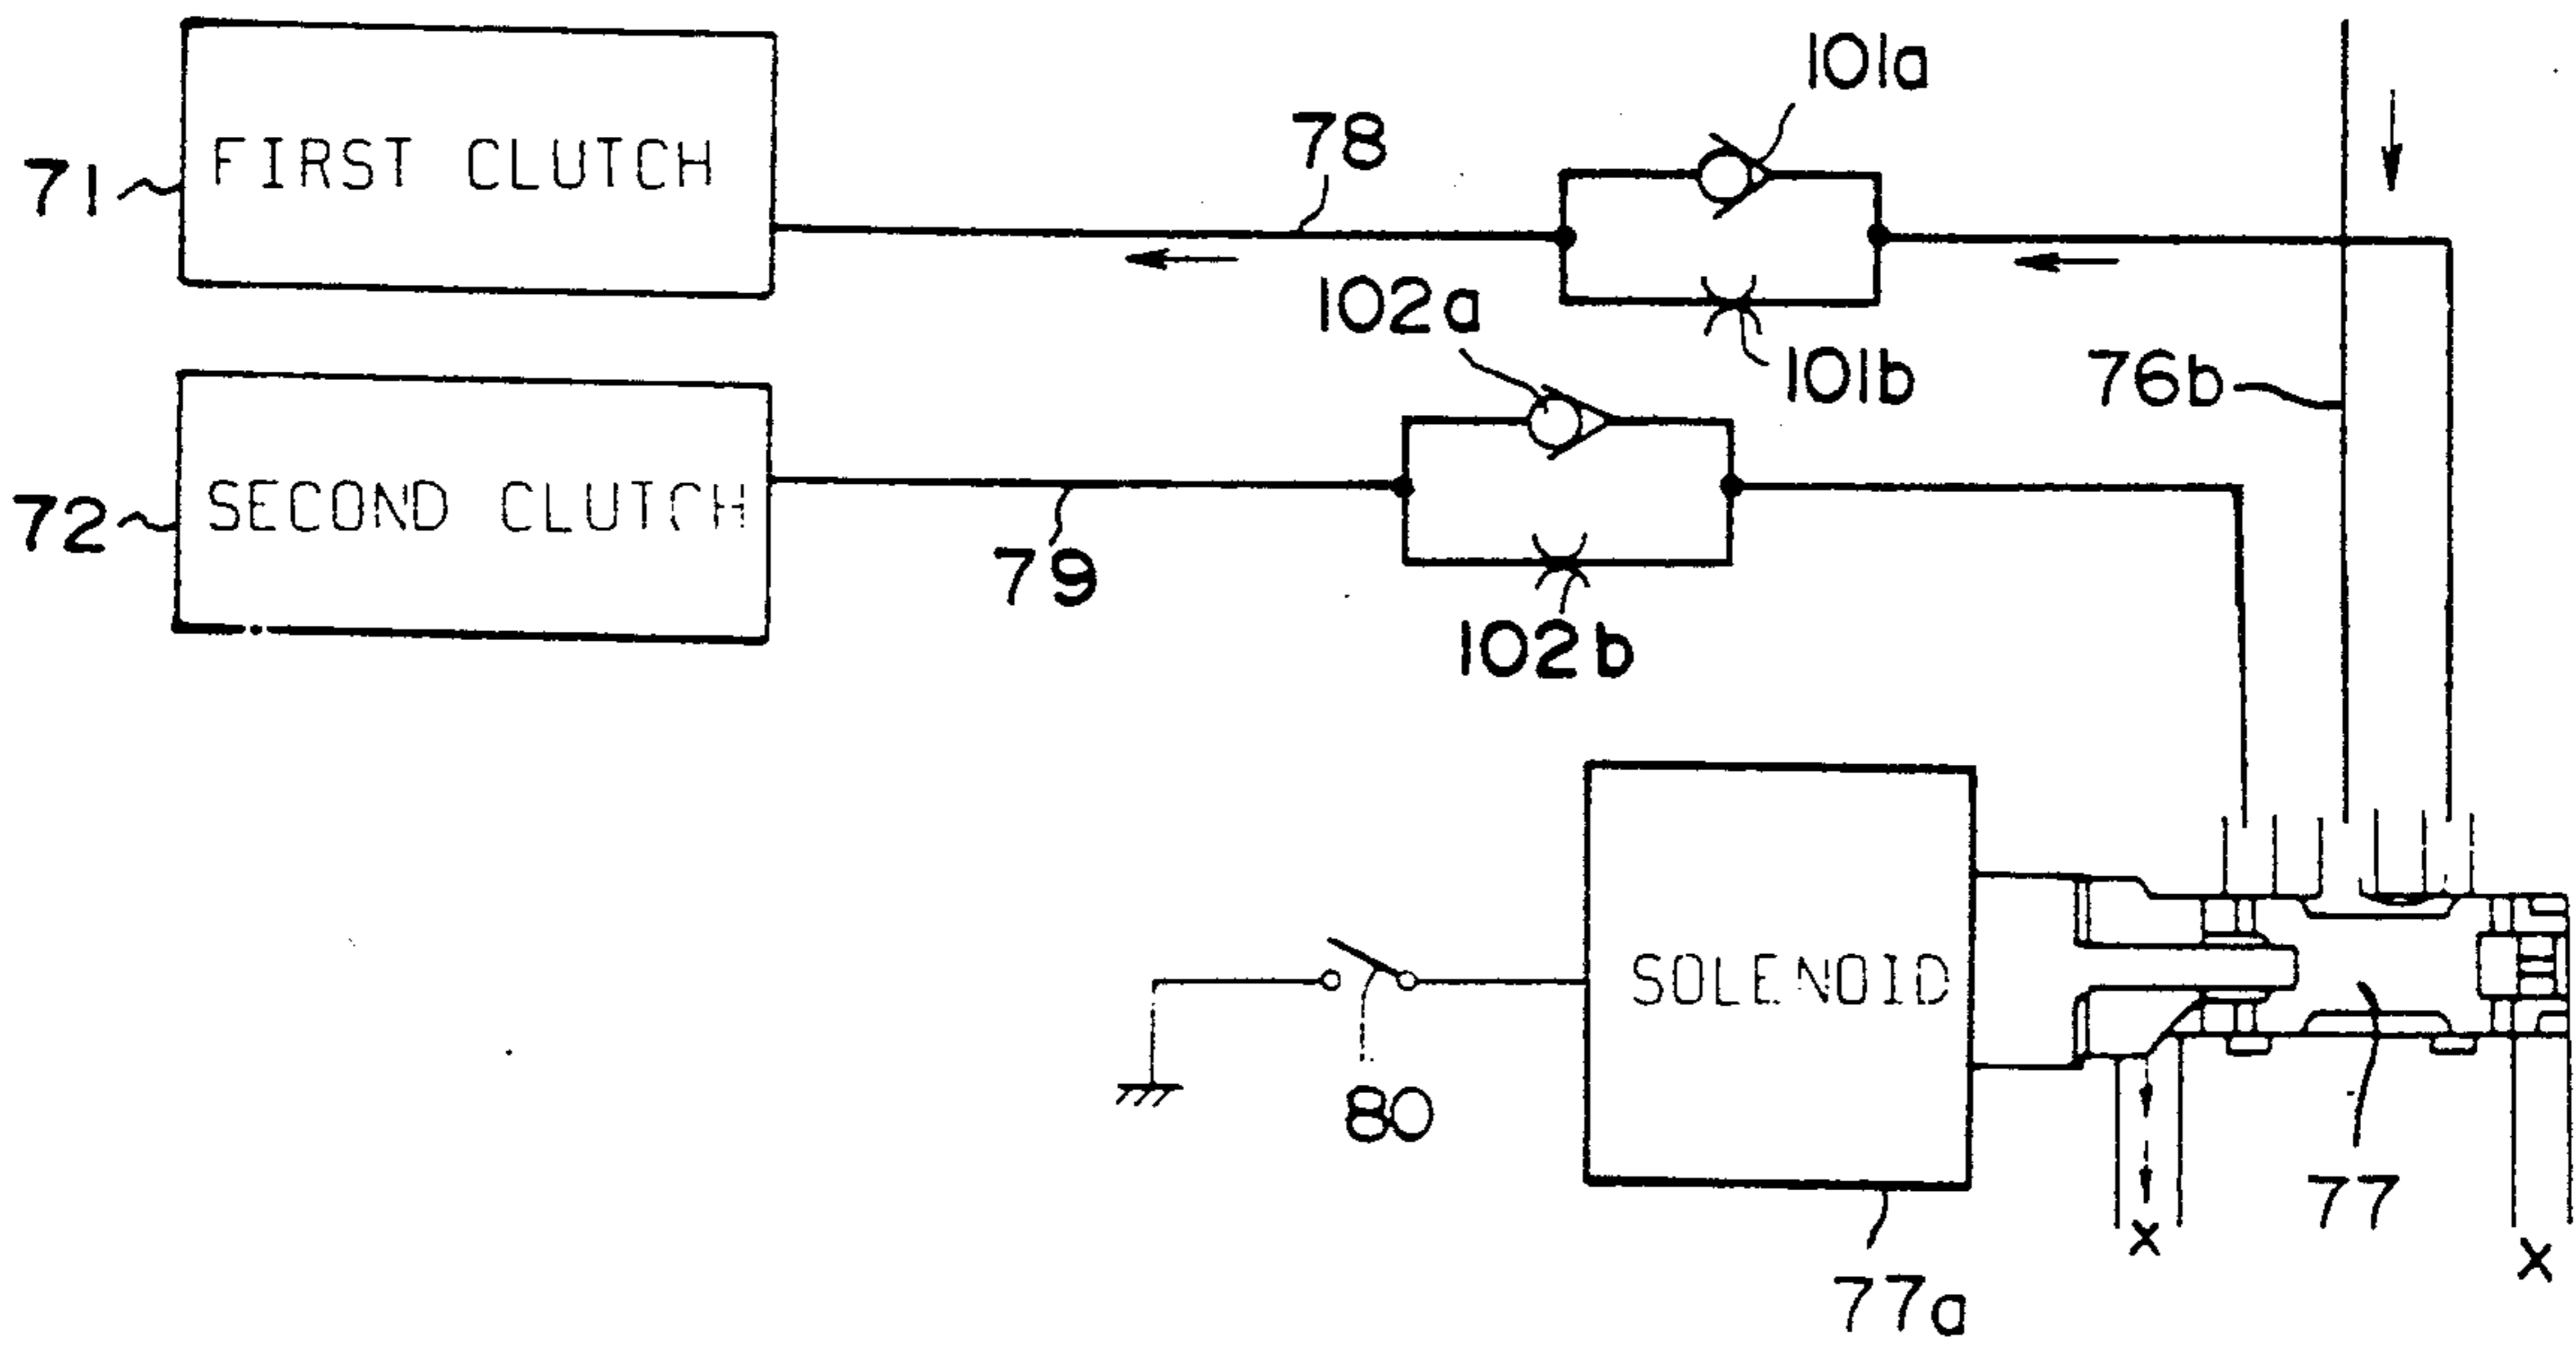 101a
78
71
FIRST CLUTCH
102a
101b
76b
72
SECOND CLUTCH
79
102b
SOLENOID
80
77
77a
X
X